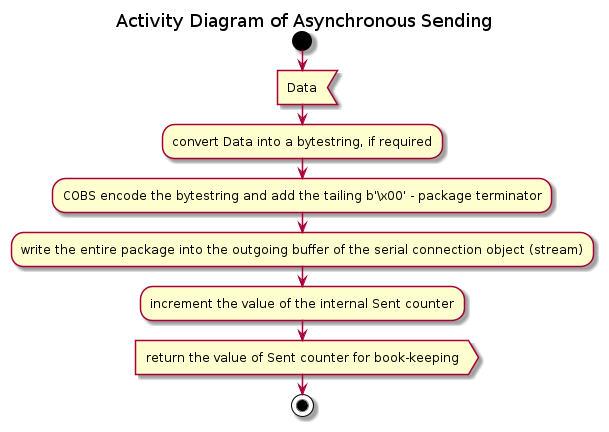 Activity Diagram of Asynchronous Sending
Data
convert Data into a bytestring, if required
COBS encode the bytestring and add the tailing b'\x00' - package terminator
write the entire package into the outgoing buffer of the serial connection object (stream)
increment the value of the internal Sent counter
return the value of Sent counter for book-keeping